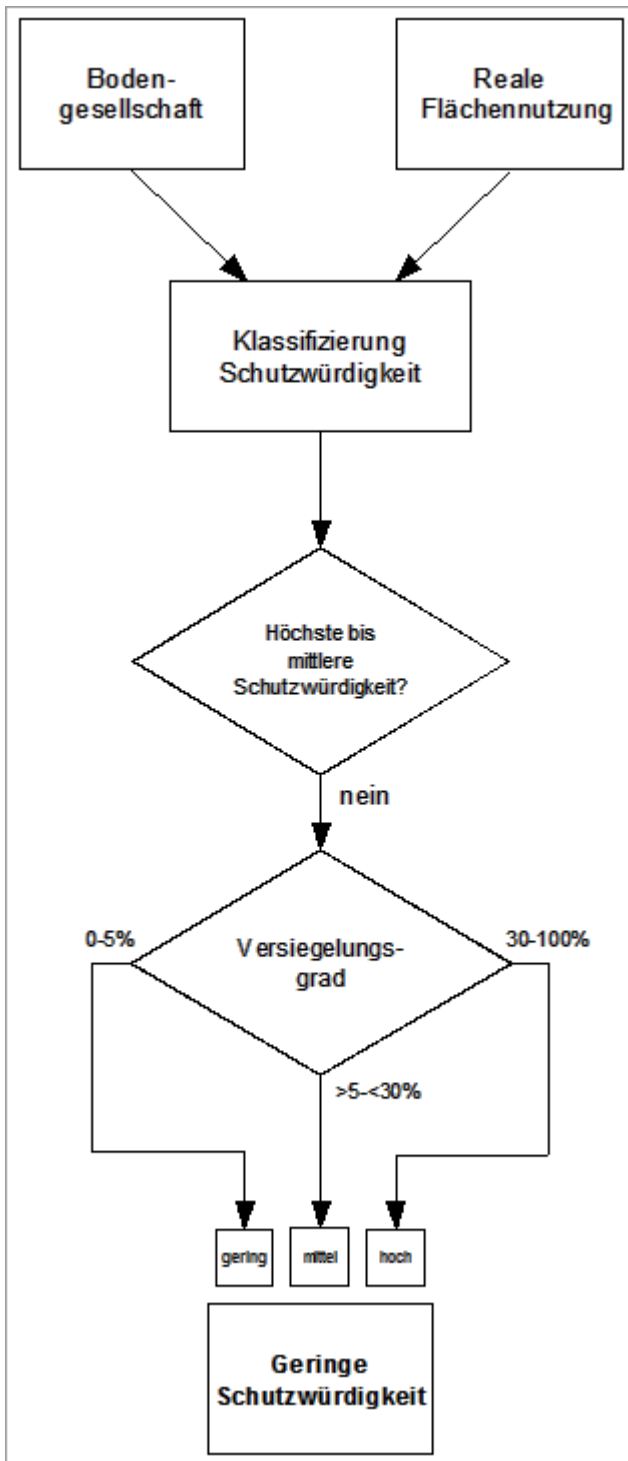 Boden-
gesellschaft
Reale
Flächennutzung
Klassifizierung
Schutzwürdigkeit
Höchste bis
mittlere
Schutzwürdigkeit?
nein
0-5%
Versiegelungs-
grad
30-100%
>5-<30%
gering
mittel
hoch
Geringe
Schutzwürdigkeit